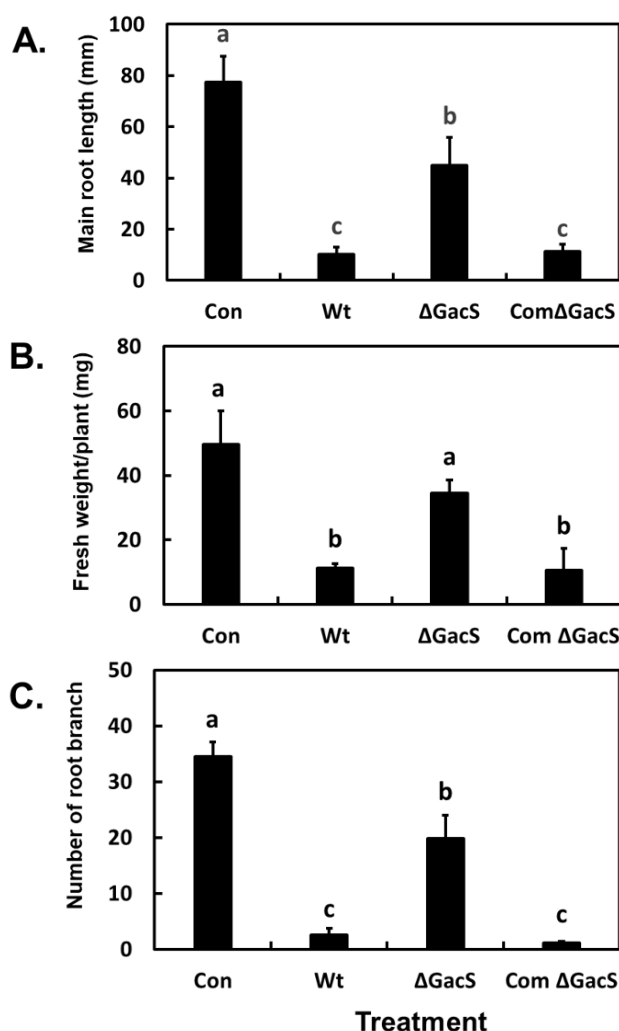 A.
Main root length (mm)
100
80
60
40
20
0
a
c
b
c
Con Wt ΔGacS ComΔGacS
B.
Fresh weight/plant (mg)
80
60
40
20
0
a
b
a
b
Con Wt ΔGacS Com ΔGacS
C.
Number of root branch
50
40
30
20
10
0
a
c
b
c
Con Wt ΔGacS Com ΔGacS
Treatment